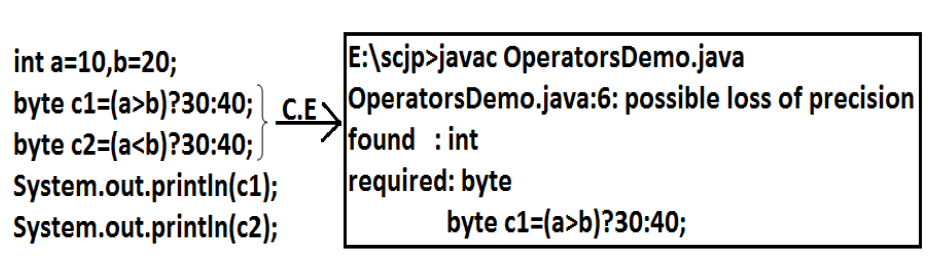 int a=10,b=20;
byte c1=(a>b)?30:40;
byte c2=(a<b)?30:40;
System.out.println(c1);
System.out.println(c2);
C.E
E:\scjp>javac OperatorsDemo.java
OperatorsDemo.java:6: possible loss of precision
found : int
required: byte
byte c1=(a>b)?30:40;